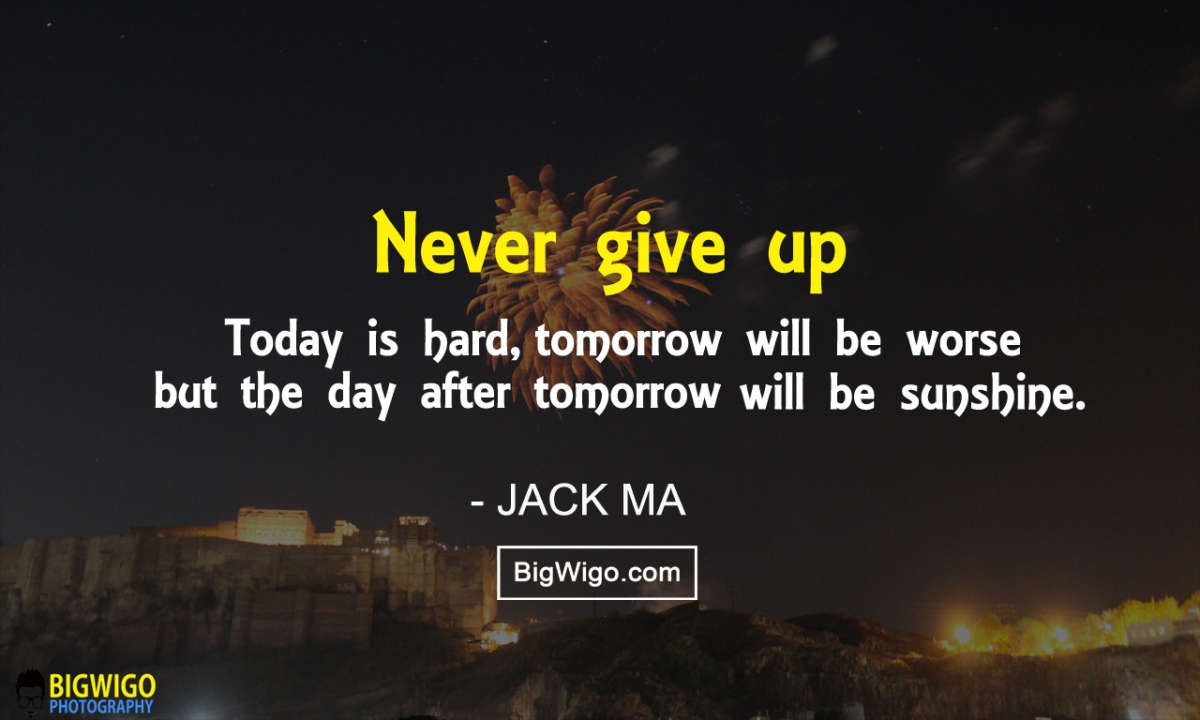 Never give up
Today is hard, tomorrow will be worse
but the day after tomorrow will be sunshine.
- JACK MA
BigWigo.com
BIGWIGO
PHOTOGRAPHY